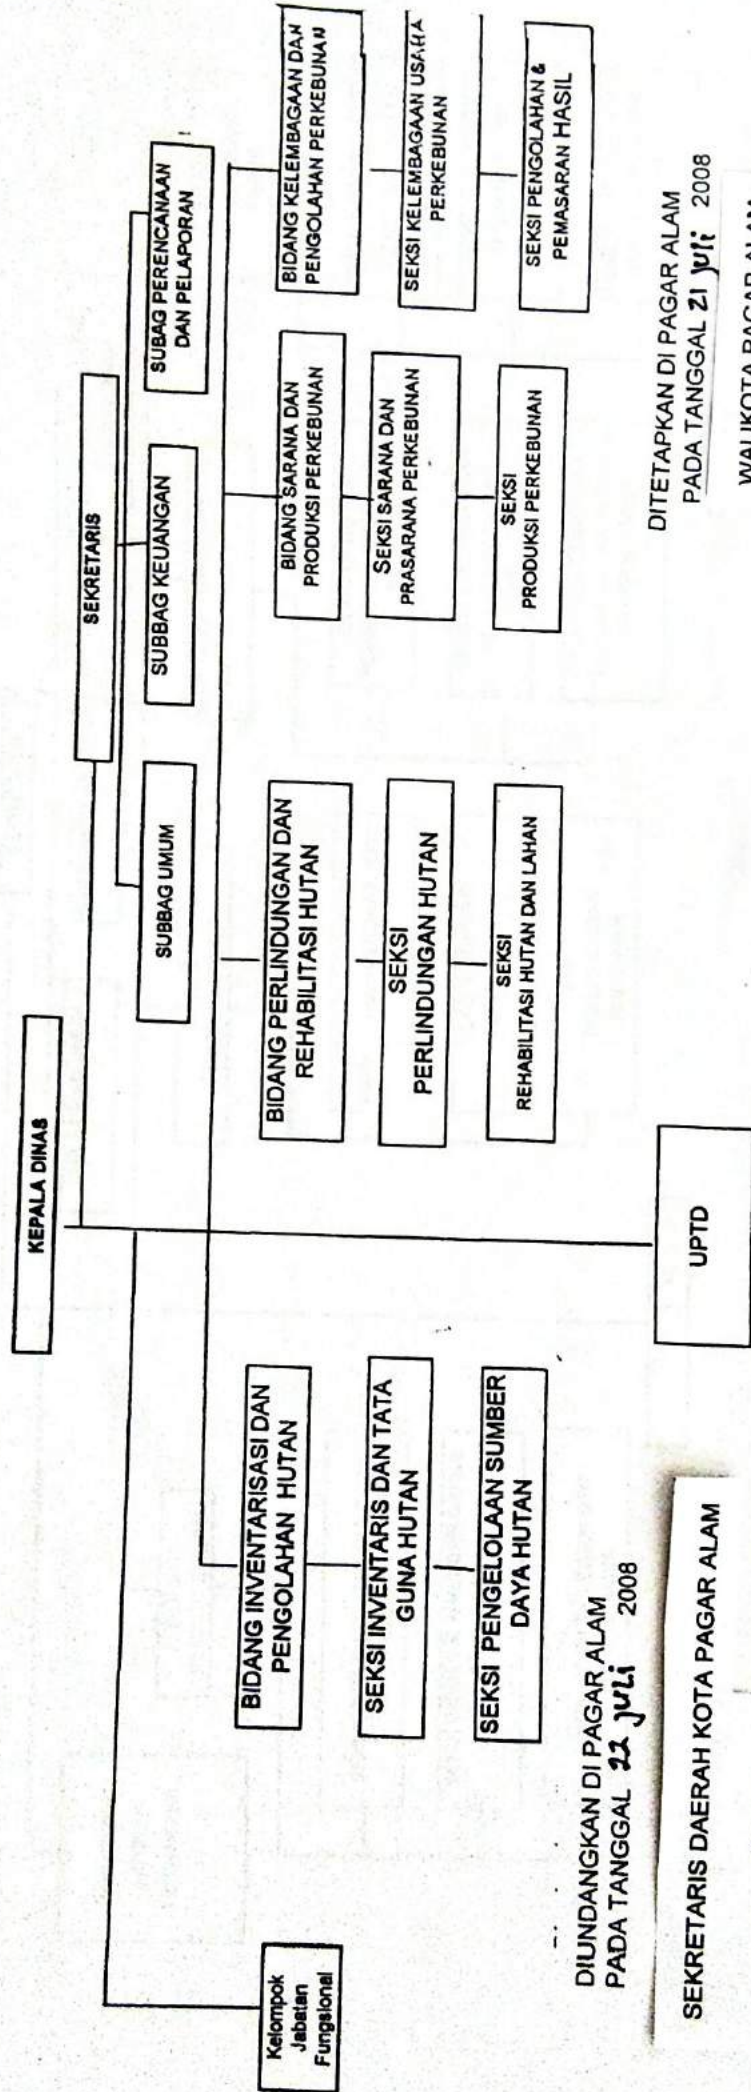 KEPALA DINAS
SEKRETARIS
Kelompok
Jabatan
Fungsional
SUBBAG UMUM
SUBBAG KEUANGAN
SUBAG PERENCANAAN
DAN PELAPORAN
BIDANG INVENTARISASI DAN
PENGOLAHAN HUTAN
SEKSI INVENTARIS DAN TATA
GUNA HUTAN
SEKSI PENGELOLAAN SUMBER
DAYA HUTAN
BIDANG PERLINDUNGAN DAN
REHABILITASI HUTAN
SEKSI
PERLINDUNGAN HUTAN
SEKSI
REHABILITASI HUTAN DAN LAHAN
BIDANG SARANA DAN
PRODUKSI PERKEBUNAN
SEKSI SARANA DAN
PRASARANA PERKEBUNAN
SEKSI
PRODUKSI PERKEBUNAN
BIDANG KELEMBAGAAN DAN
PENGOLAHAN PERKEBUNAN
SEKSI KELEMBAGAAN USAHA
PERKEBUNAN
SEKSI PENGOLAHAN &
PEMASARAN HASIL
UPTD
DIUNDANGKAN DI PAGAR ALAM
PADA TANGGAL 22 juli 2008
SEKRETARIS DAERAH KOTA PAGAR ALAM
DITETAPKAN DI PAGAR ALAM
PADA TANGGAL 21 juli 2008
WALIKOTA PAGAR ALAM